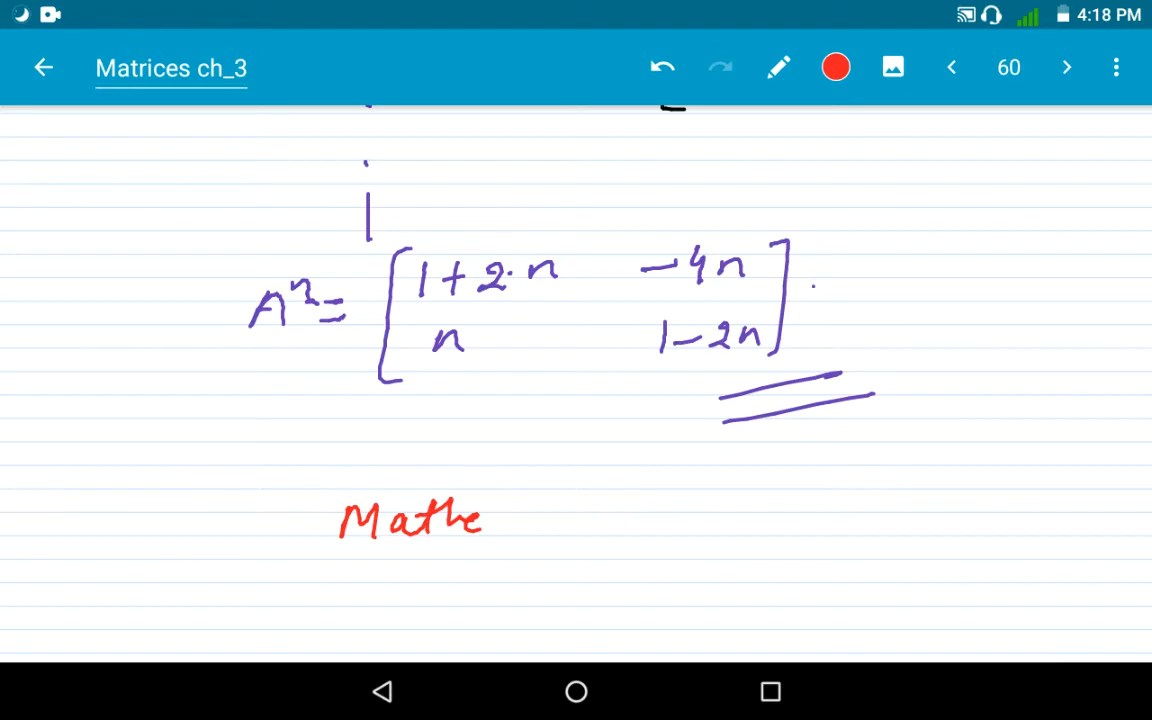 4:18 PM
Matrices ch_3
60
Aⁿ = [ 1 + 2·n   -4n ]
[ n   1 - 2n ]
Mathe